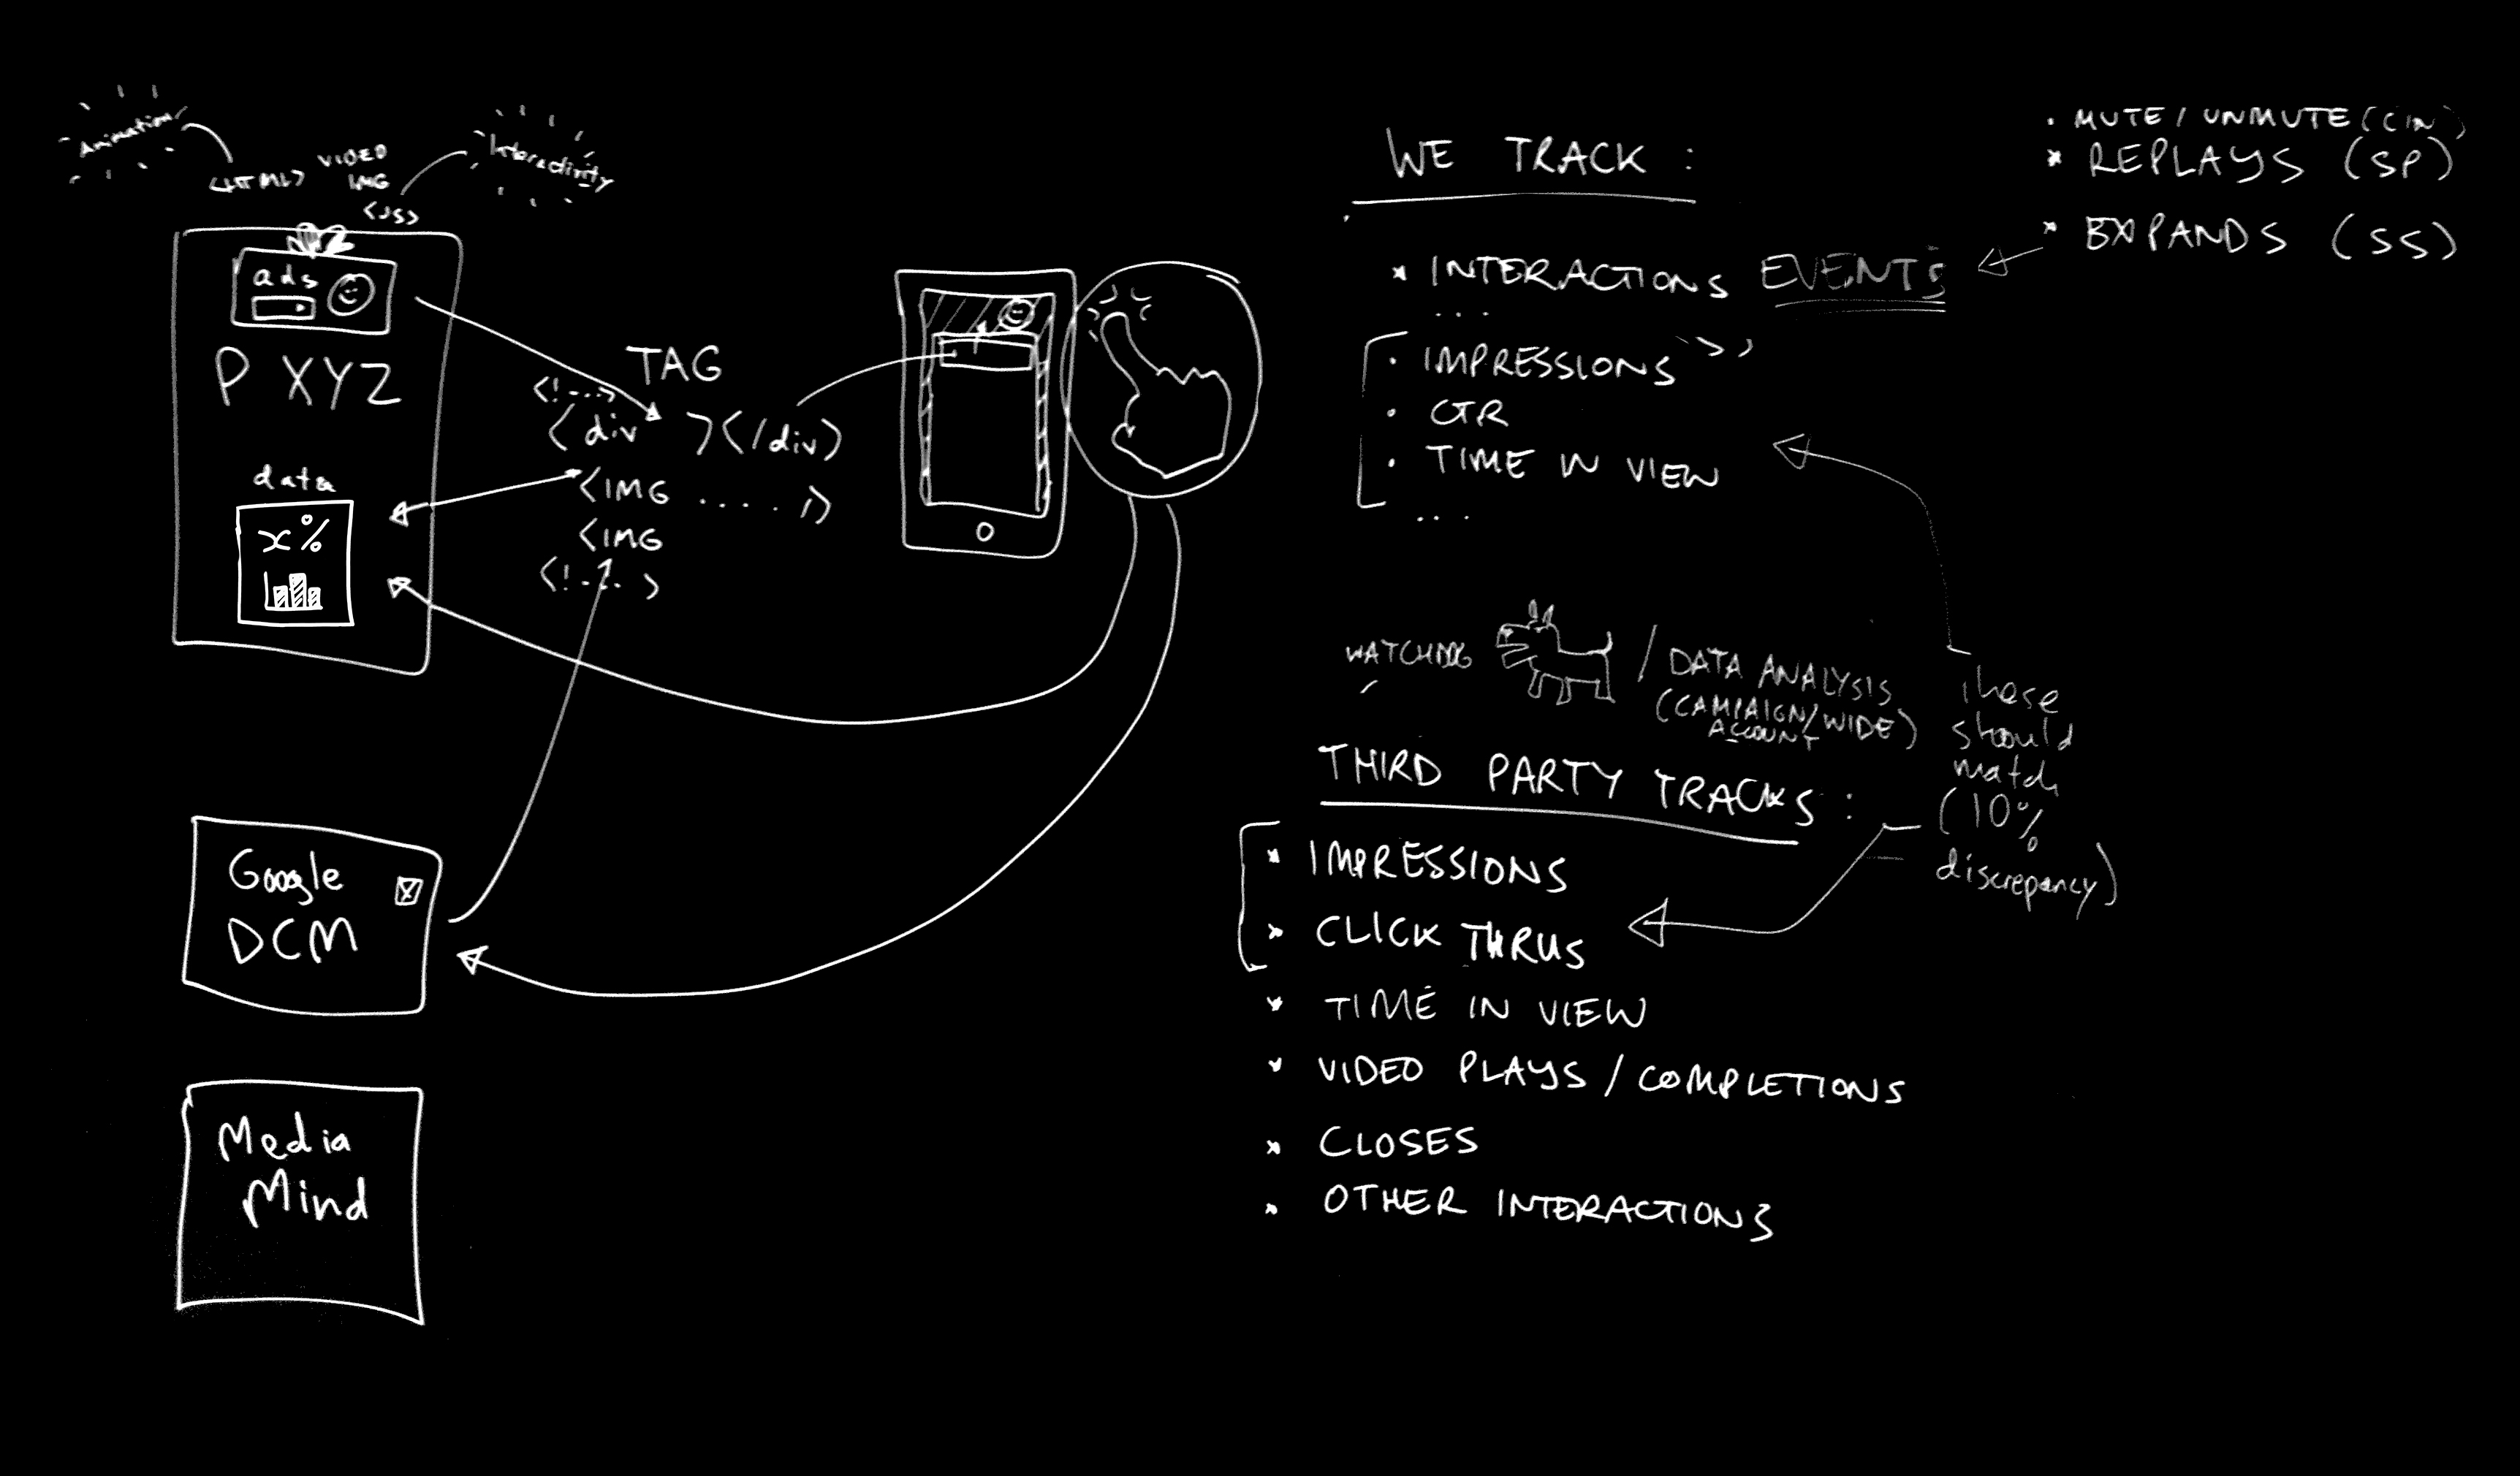 Animation
Interactivity
<HTML>
VIDEO
IMG
<JS>
ads
P XYZ
data
x%
TAG
<!--->
<div ></div>
<IMG ..... />
<IMG
Google
DCM
Media
Mind
WE TRACK :
* INTERACTIONS EVENTS
...
• IMPRESSIONS
• CTR
• TIME IN VIEW
...
• MUTE / UNMUTE (CIN)
* REPLAYS (SP)
* EXPANDS (SS)
WATCHDOG / DATA ANALYSIS
(CAMPAIGN/WIDE)
ACCOUNT
These
should
match
(10%
discrepancy)
THIRD PARTY TRACKS :
* IMPRESSIONS
* CLICK THRUS
* TIME IN VIEW
* VIDEO PLAYS / COMPLETIONS
* CLOSES
* OTHER INTERACTIONS